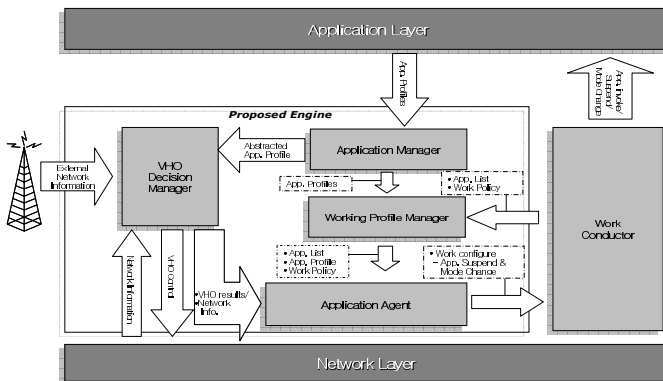 Application Layer
App. Profiles
App. invoke/
Suspend/
Mode Change
Proposed Engine
External
Network
Information
VHO
Decision
Manager
Abstracted
App. Profile
Application Manager
App. Profiles
• App. List
• Work Policy
Working Profile Manager
Work
Conductor
• App. List
• App. Profile
• Work Policy
• Work configure
– App. Suspend &
Mode Change
Network Information
VHO control
•VHO results/
•Network
Info.
Application Agent
Network Layer